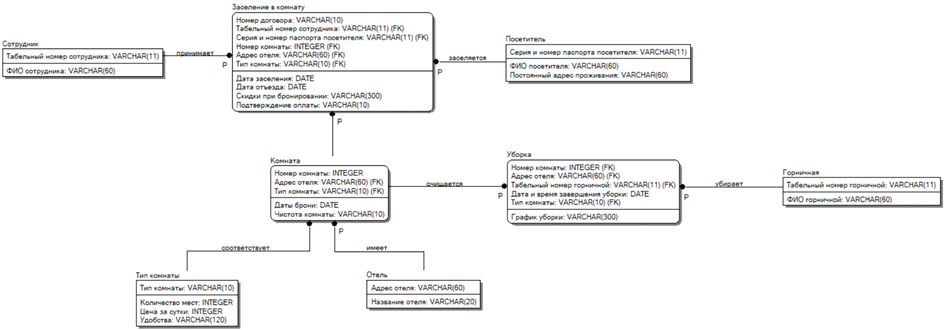 Заселение в комнату
Номер договора: VARCHAR(10)
Табельный номер сотрудника: VARCHAR(11) (FK)
Серия и номер паспорта посетителя: VARCHAR(11) (FK)
Номер комнаты: INTEGER (FK)
Адрес отеля: VARCHAR(60) (FK)
Тип комнаты: VARCHAR(10) (FK)
Дата заселения: DATE
Дата отъезда: DATE
Скидки при бронировании: VARCHAR(300)
Подтверждение оплаты: VARCHAR(10)
Сотрудник
Табельный номер сотрудника: VARCHAR(11)
ФИО сотрудника: VARCHAR(60)
принимает
P
заселяется
P
Посетитель
Серия и номер паспорта посетителя: VARCHAR(11)
ФИО посетителя: VARCHAR(60)
Постоянный адрес проживания: VARCHAR(60)
P
Комната
Номер комнаты: INTEGER
Адрес отеля: VARCHAR(60) (FK)
Тип комнаты: VARCHAR(10) (FK)
Даты брони: DATE
Чистота комнаты: VARCHAR(10)
очищается
P
Уборка
Номер комнаты: INTEGER (FK)
Адрес отеля: VARCHAR(60) (FK)
Табельный номер горничной: VARCHAR(11) (FK)
Дата и время завершения уборки: DATE
Тип комнаты: VARCHAR(10) (FK)
График уборки: VARCHAR(300)
убирает
P
Горничная
Табельный номер горничной: VARCHAR(11)
ФИО горничной: VARCHAR(60)
P
соответствует
имеет
Тип комнаты
Тип комнаты: VARCHAR(10)
Количество мест: INTEGER
Цена за сутки: INTEGER
Удобства: VARCHAR(120)
Отель
Адрес отеля: VARCHAR(60)
Название отеля: VARCHAR(20)